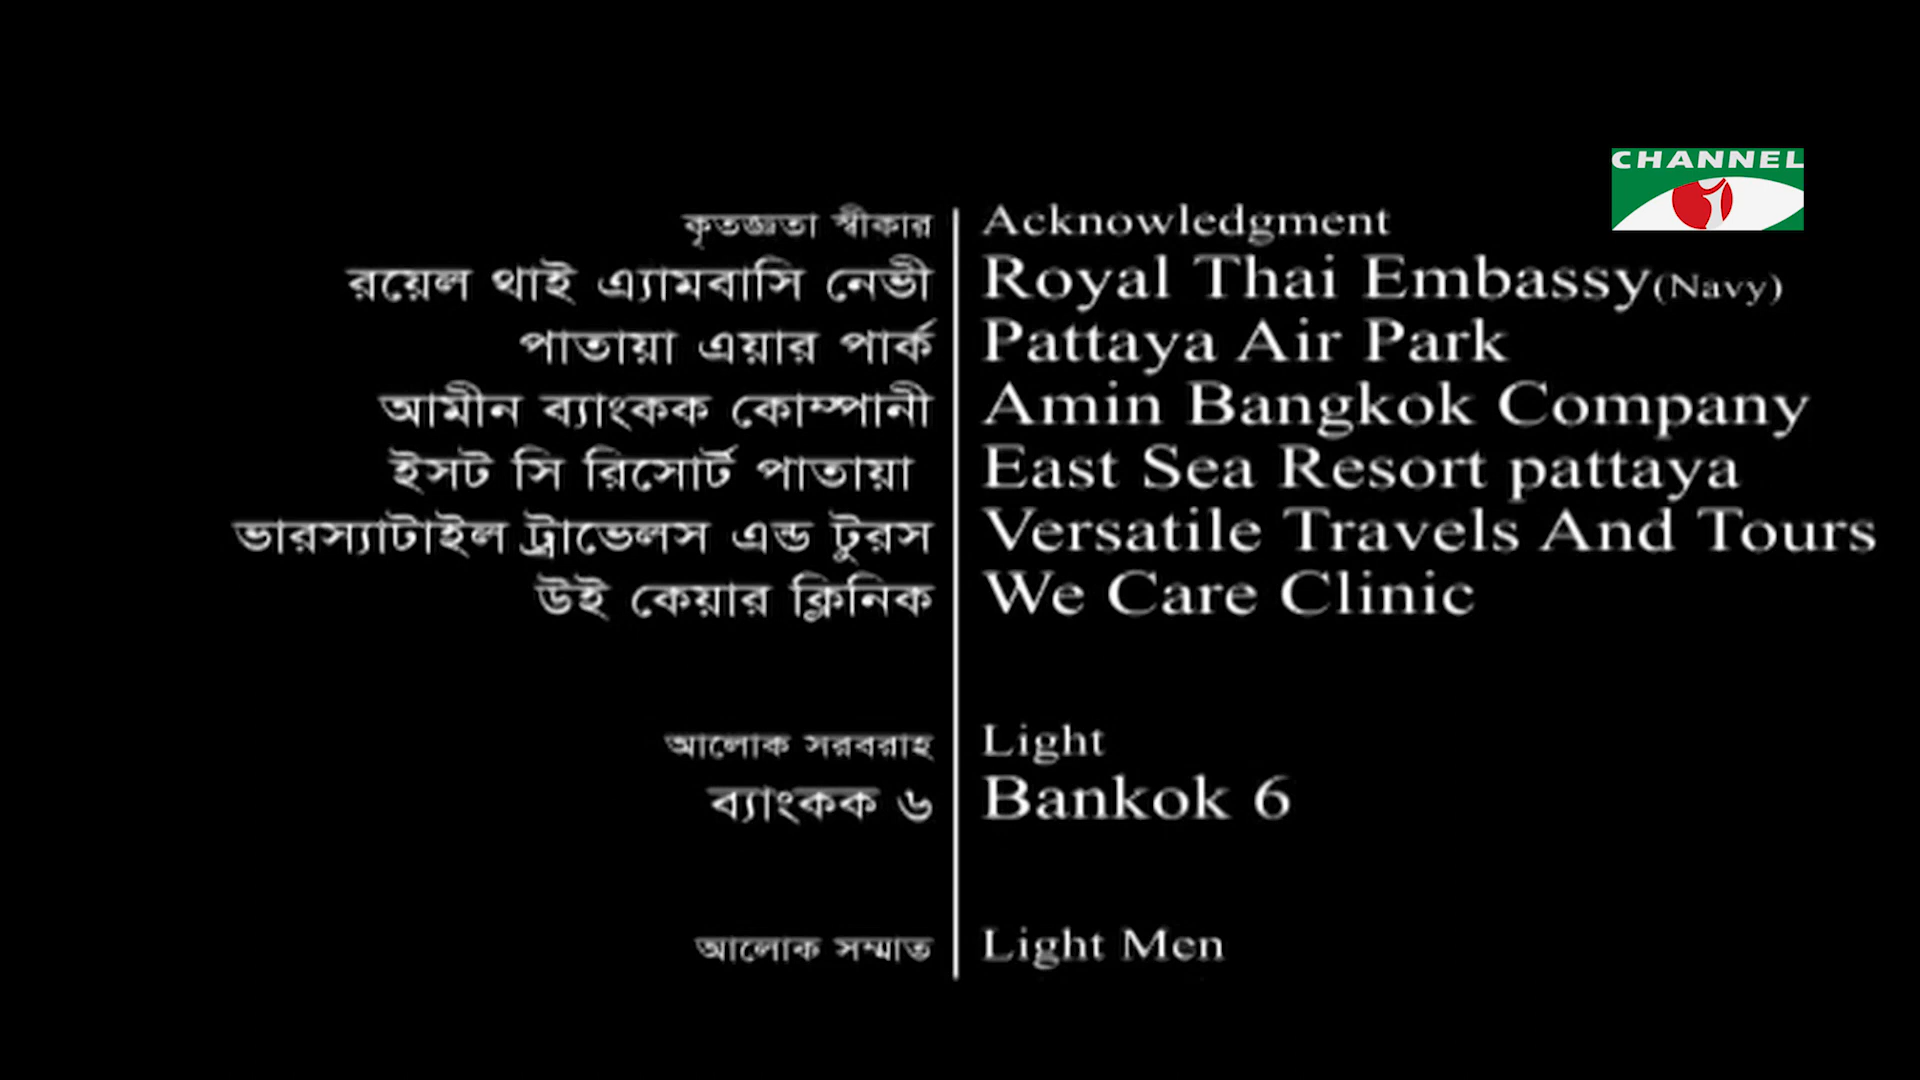 CHANNEL
কৃতজ্ঞতা স্বীকার Acknowledgment
রয়েল থাই এ্যামবাসি নেভী Royal Thai Embassy(Navy)
পাতায়া এয়ার পার্ক Pattaya Air Park
আমীন ব্যাংকক কোম্পানী Amin Bangkok Company
ইসট সি রিসোর্ট পাতায়া East Sea Resort pattaya
ভারস্যাটাইল ট্রাভেলস এন্ড টুরস Versatile Travels And Tours
উই কেয়ার ক্লিনিক We Care Clinic
আলোক সরবরাহ Light
ব্যাংকক ৬ Bankok 6
আলোক সম্মাত Light Men